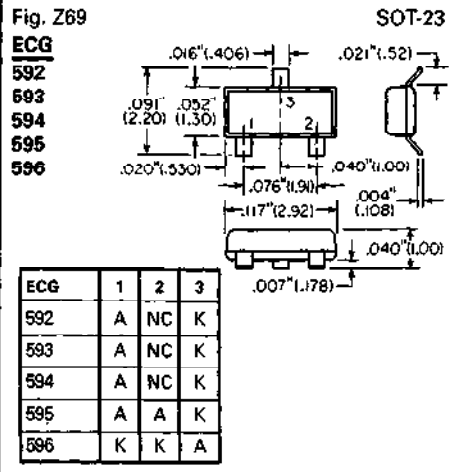 Fig. Z69
SOT-23
ECG
592
593
594
595
596
.016"(.406)
.021"(.52)
.091" (2.20)
.052" (1.30)
3
1
2
.020"(.530)
.040"(1.00)
.076"(1.91)
.004" (.108)
.117"(2.92)
.040"(1.00)
.007"(.178)
ECG 1 2 3
592 A NC K
593 A NC K
594 A NC K
595 A A K
596 K K A